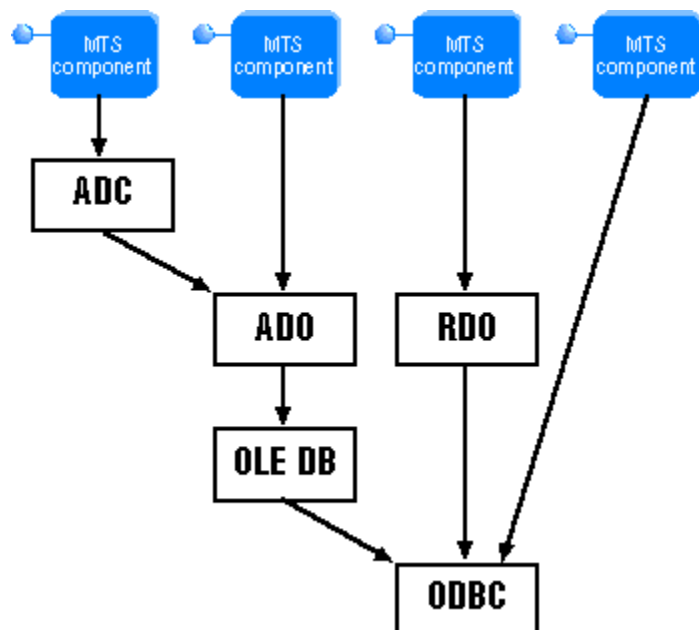 MTS
component
MTS
component
MTS
component
MTS
component
ADC
ADO
RDO
OLE DB
ODBC